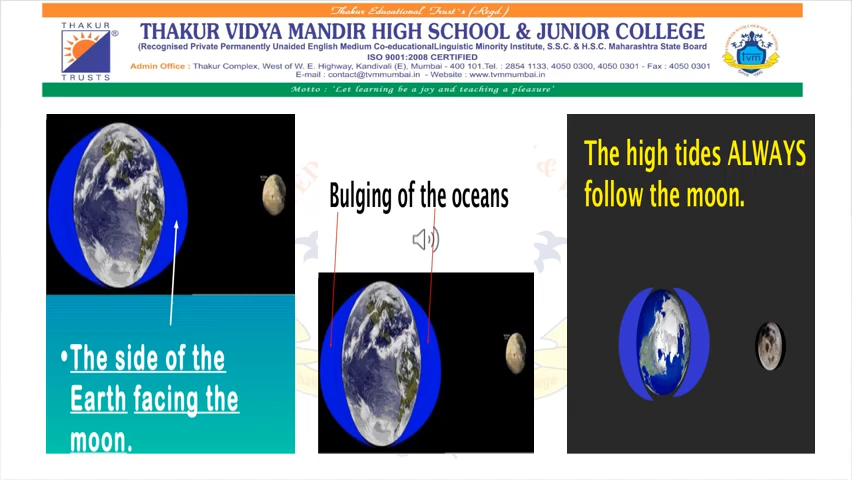 Thakur Educational Trust's (Regd.)
THAKUR VIDYA MANDIR HIGH SCHOOL & JUNIOR COLLEGE
(Recognised Private Permanently Unaided English Medium Co-educationalLinguistic Minority Institute, S.S.C. & H.S.C. Maharashtra State Board
ISO 9001:2008 CERTIFIED
Admin Office : Thakur Complex, West of W. E. Highway, Kandivali (E), Mumbai - 400 101.Tel. : 2854 1133, 4050 0300, 4050 0301 - Fax : 4050 0301
E-mail : contact@tvmmumbai.in - Website : www.tvmmumbai.in
Motto : 'Let learning be a joy and teaching a pleasure'
THAKUR
®
TRUSTS
tvm
•The side of the
Earth facing the
moon.
Bulging of the oceans
The high tides ALWAYS
follow the moon.